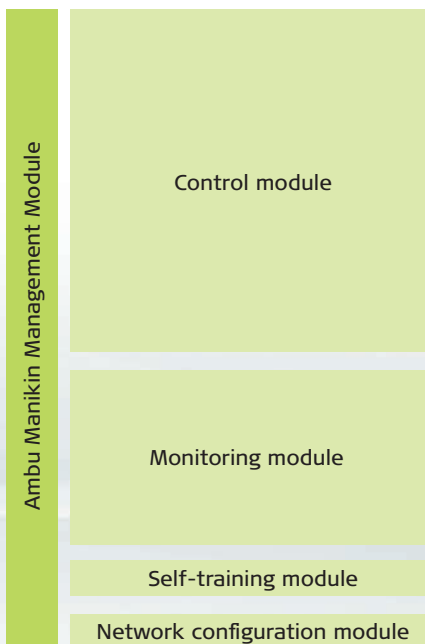 Ambu Manikin Management Module
Control module
Monitoring module
Self-training module
Network configuration module